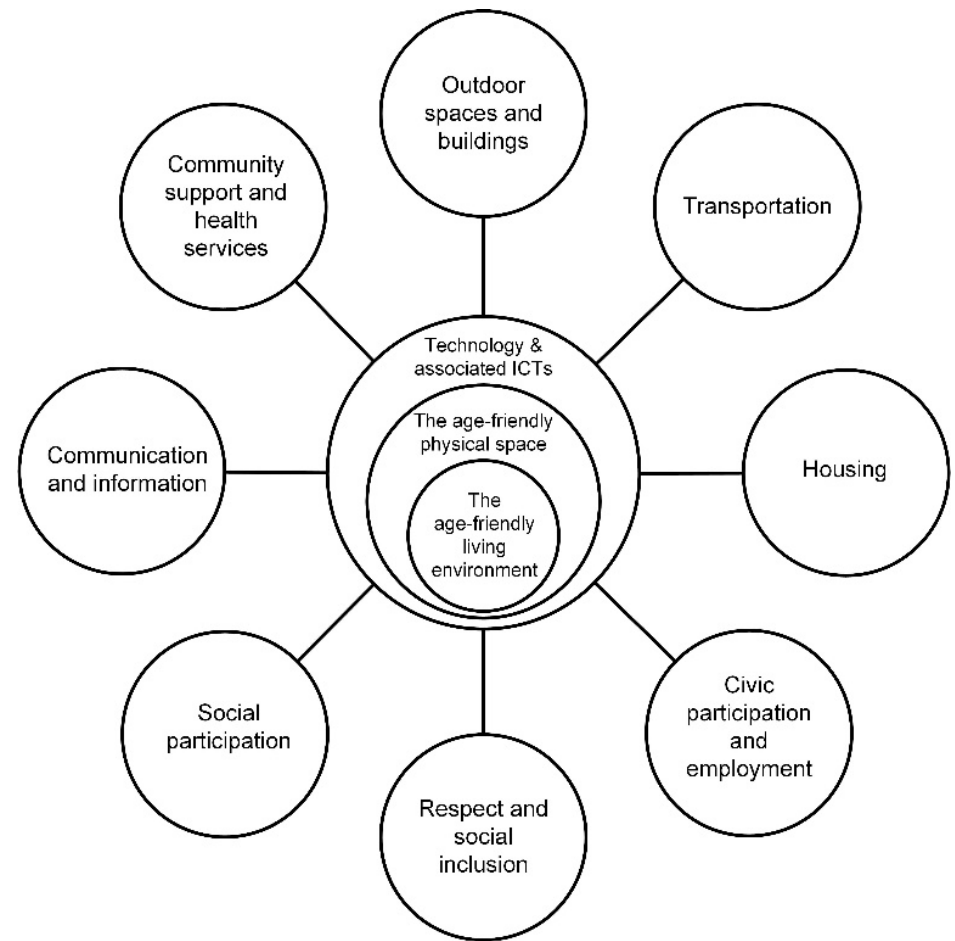 Outdoor
spaces and
buildings
Community
support and
health
services
Transportation
Technology &
associated ICTs
The age-friendly
physical space
The
age-friendly
living
environment
Communication
and information
Housing
Social
participation
Civic
participation
and
employment
Respect and
social
inclusion